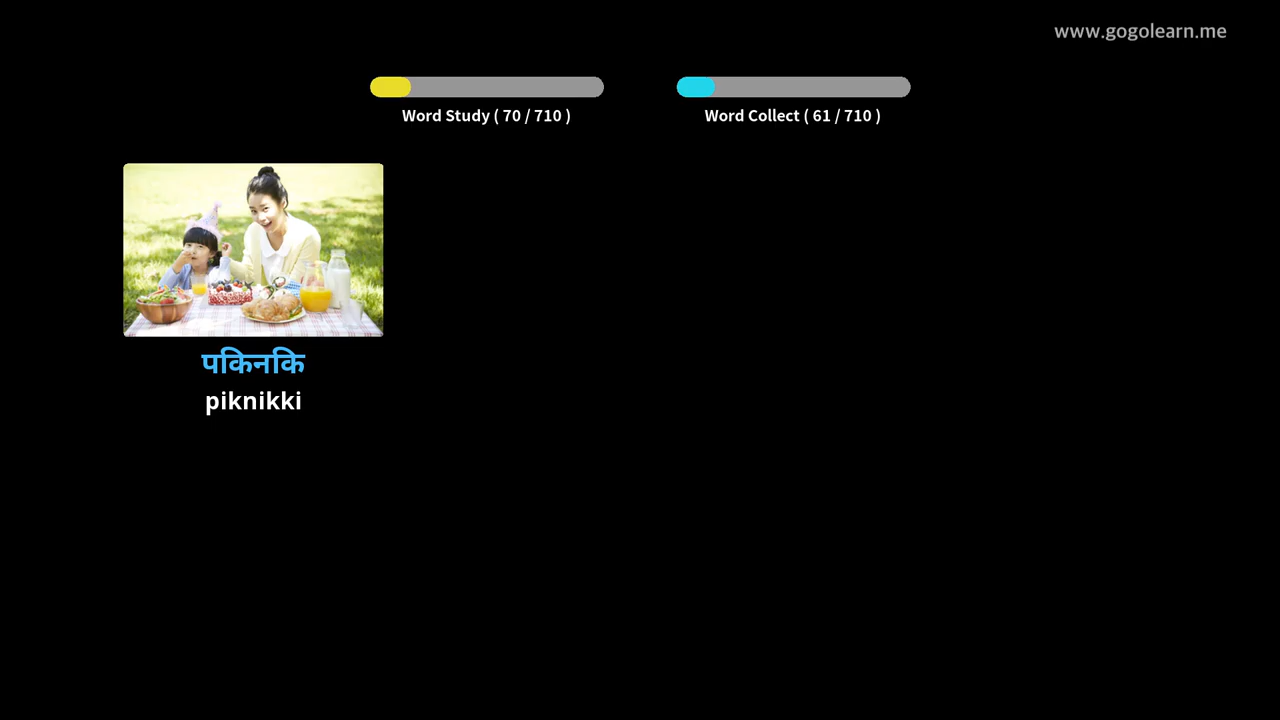 www.gogolearn.me
Word Study ( 70 / 710 )
Word Collect ( 61 / 710 )
पकिनकि
piknikki